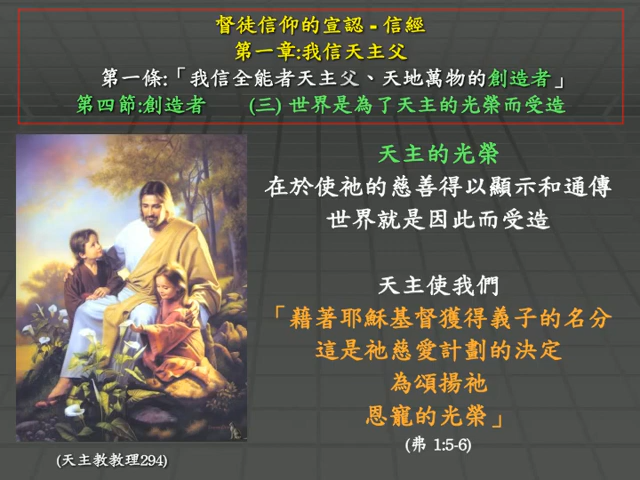 督徒信仰的宣認 - 信經
第一章:我信天主父
第一條:「我信全能者天主父、天地萬物的創造者」
第四節:創造者 (三) 世界是為了天主的光榮而受造
天主的光榮
在於使祂的慈善得以顯示和通傳
世界就是因此而受造
天主使我們
「藉著耶穌基督獲得義子的名分
這是祂慈愛計劃的決定
為頌揚祂
恩寵的光榮」
(弗 1:5-6)
(天主教教理294)